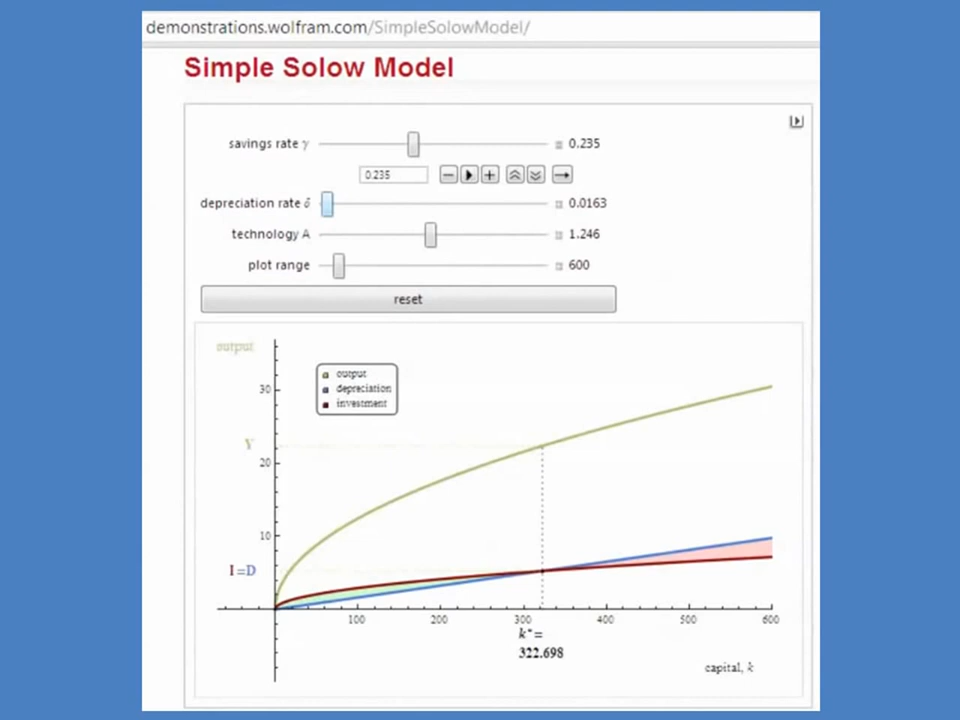 demonstrations.wolfram.com/SimpleSolowModel/
Simple Solow Model
savings rate γ 0.235
0.235
depreciation rate δ 0.0163
technology A 1.246
plot range 600
reset
output
output
depreciation
investment
30
Y
20
10
I=D
100 200 300 400 500 600
k*=
322.698
capital, k